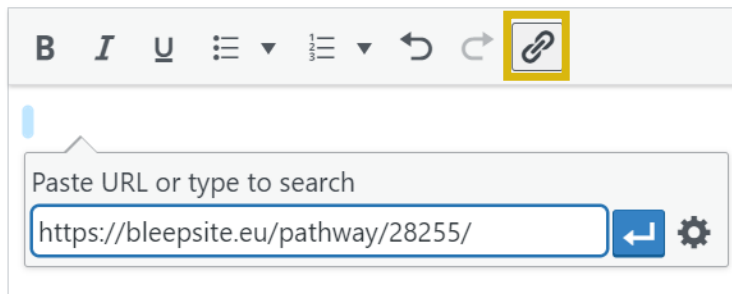 B I U
Paste URL or type to search
https://bleepsite.eu/pathway/28255/